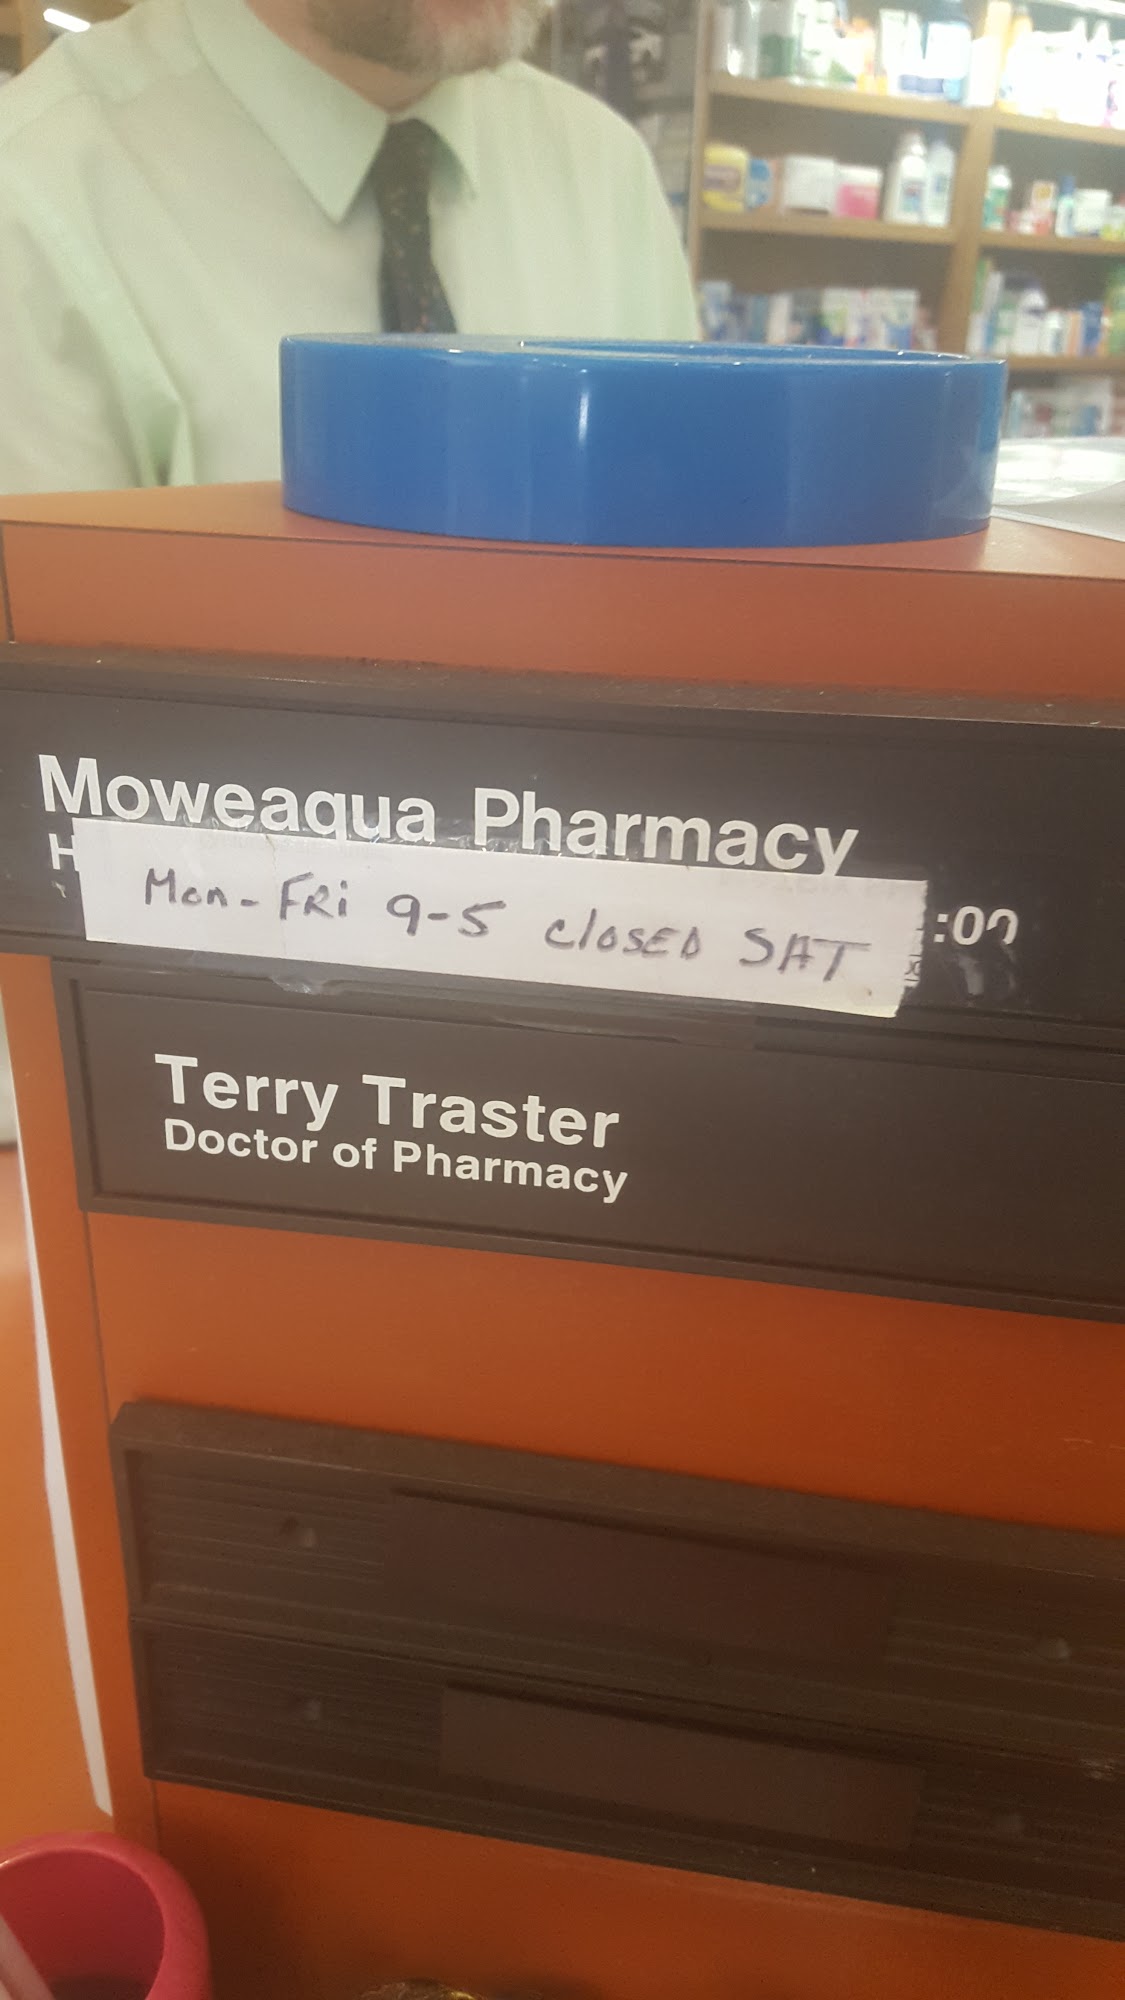 Moweaqua Pharmacy
H
Mon-FRi 9-5 closED SAT.
:00
Terry Traster
Doctor of Pharmacy